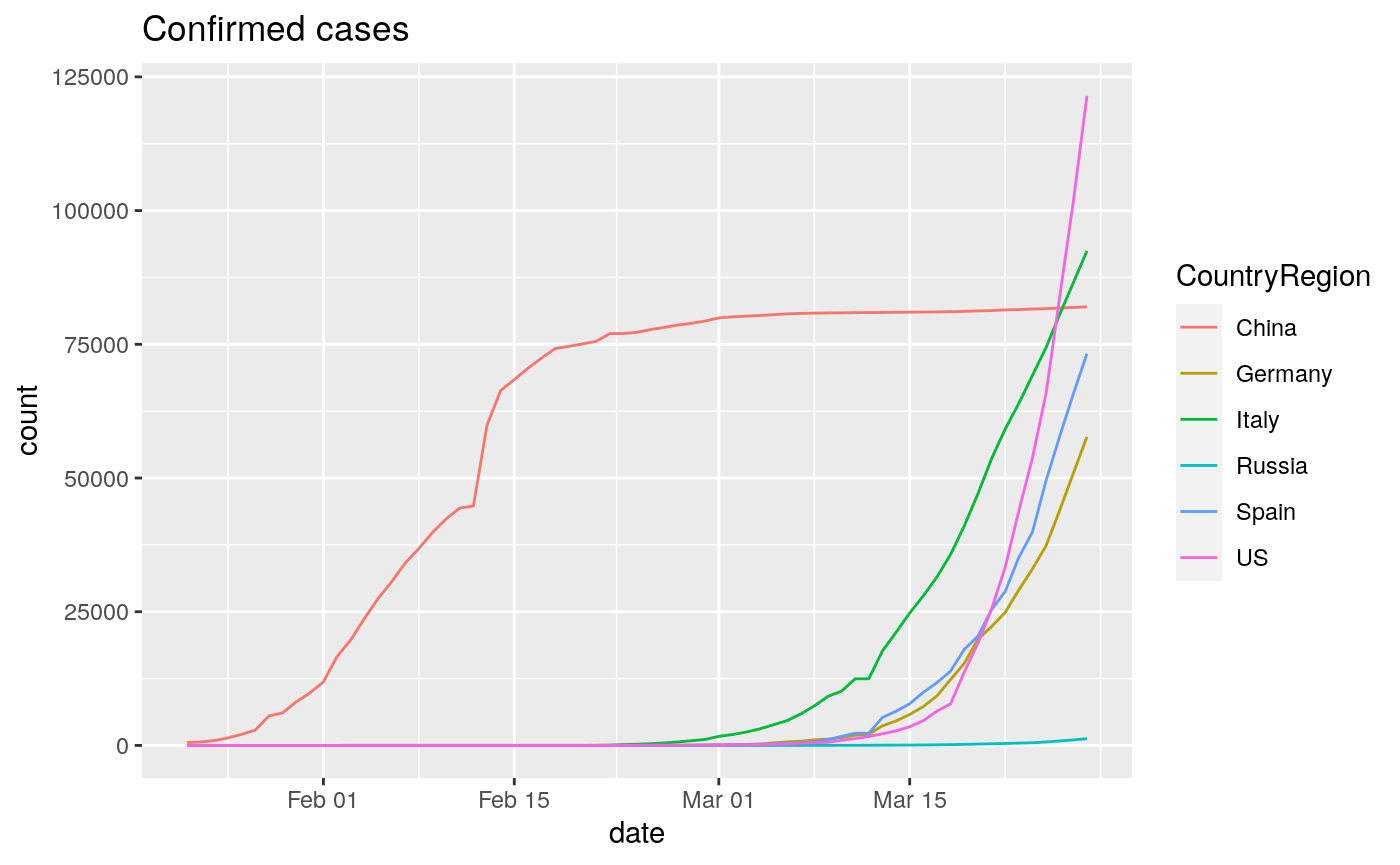 Confirmed cases
125000
100000
75000
50000
25000
0
count
Feb 01
Feb 15
Mar 01
Mar 15
date
CountryRegion
China
Germany
Italy
Russia
Spain
US